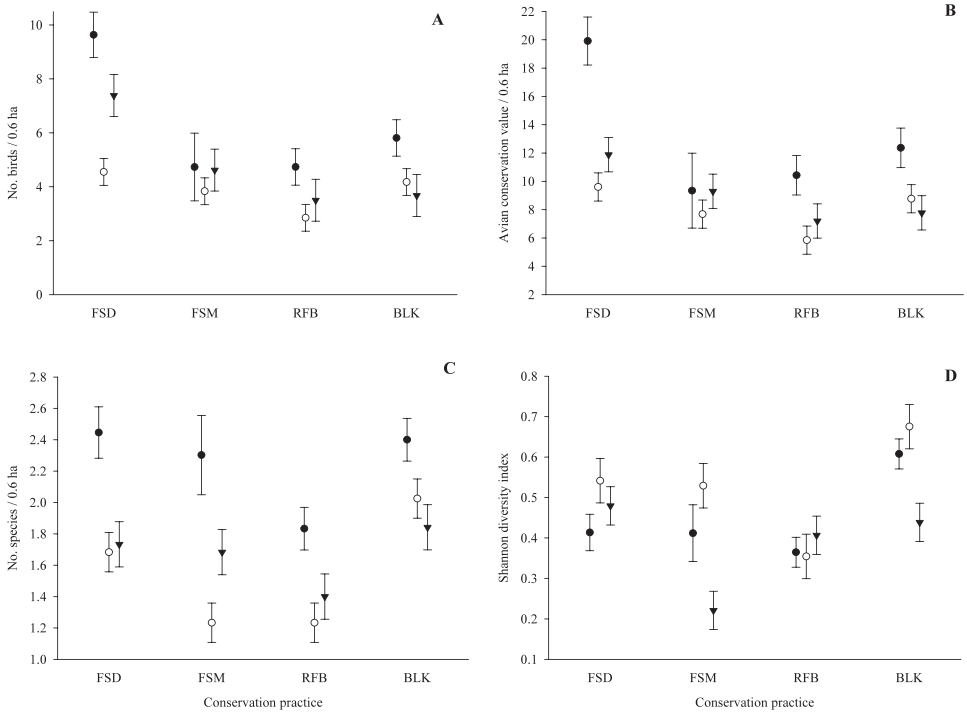 A
No. birds / 0.6 ha
10
8
6
4
2
0
FSD FSM RFB BLK
B
Avian conservation value / 0.6 ha
22
20
18
16
14
12
10
8
6
4
2
FSD FSM RFB BLK
C
No. species / 0.6 ha
2.8
2.6
2.4
2.2
2.0
1.8
1.6
1.4
1.2
1.0
FSD FSM RFB BLK
Conservation practice
D
Shannon diversity index
0.8
0.7
0.6
0.5
0.4
0.3
0.2
0.1
FSD FSM RFB BLK
Conservation practice